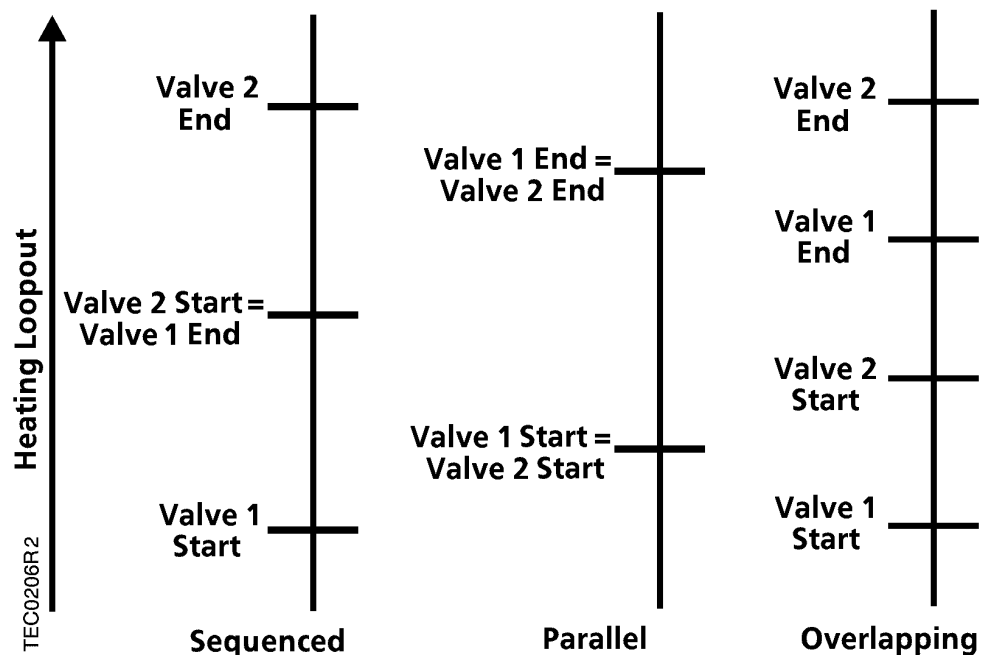 Heating Loopout
TEC0206R2
Valve 2
End
Valve 2 Start =
Valve 1 End
Valve 1
Start
Sequenced
Valve 1 End =
Valve 2 End
Valve 1 Start =
Valve 2 Start
Parallel
Valve 2
End
Valve 1
End
Valve 2
Start
Valve 1
Start
Overlapping